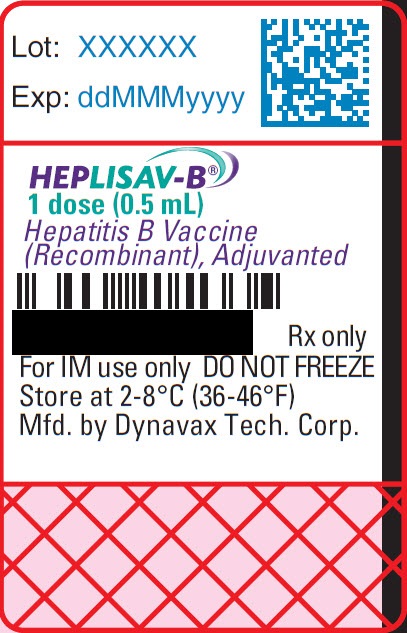 Lot: XXXXXX
Exp: ddMMMyyyy
HEPLISAV-B®
1 dose (0.5 mL)
Hepatitis B Vaccine
(Recombinant), Adjuvanted
Rx only
For IM use only DO NOT FREEZE
Store at 2-8°C (36-46°F)
Mfd. by Dynavax Tech. Corp.